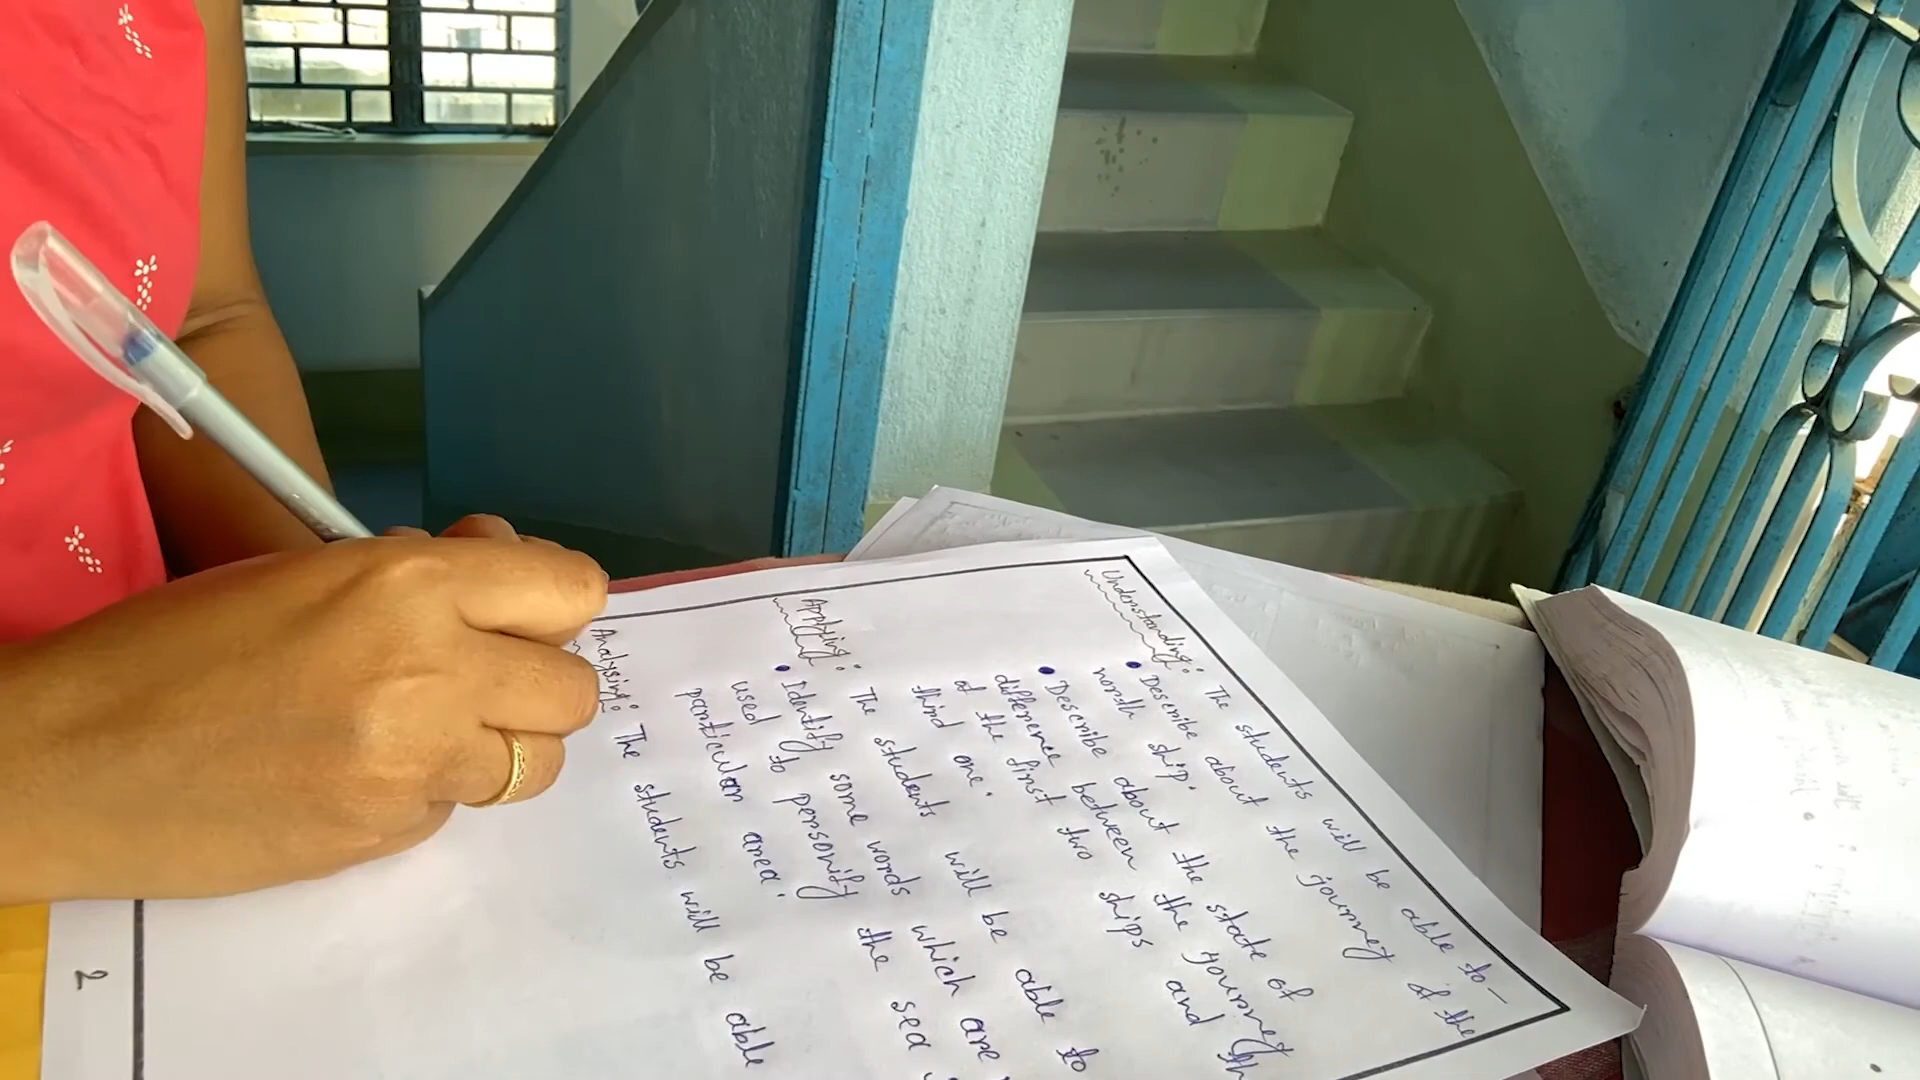 Understanding: The students will be able to-
• Describe about the journey of the
north ship.
• Describe about the state of
difference between the journey
of the first two ships and th
third one.
Applying: The students will be able to
• Identify some words which are
used to personify the sea
particular area.
Analysing: The students will be able
2